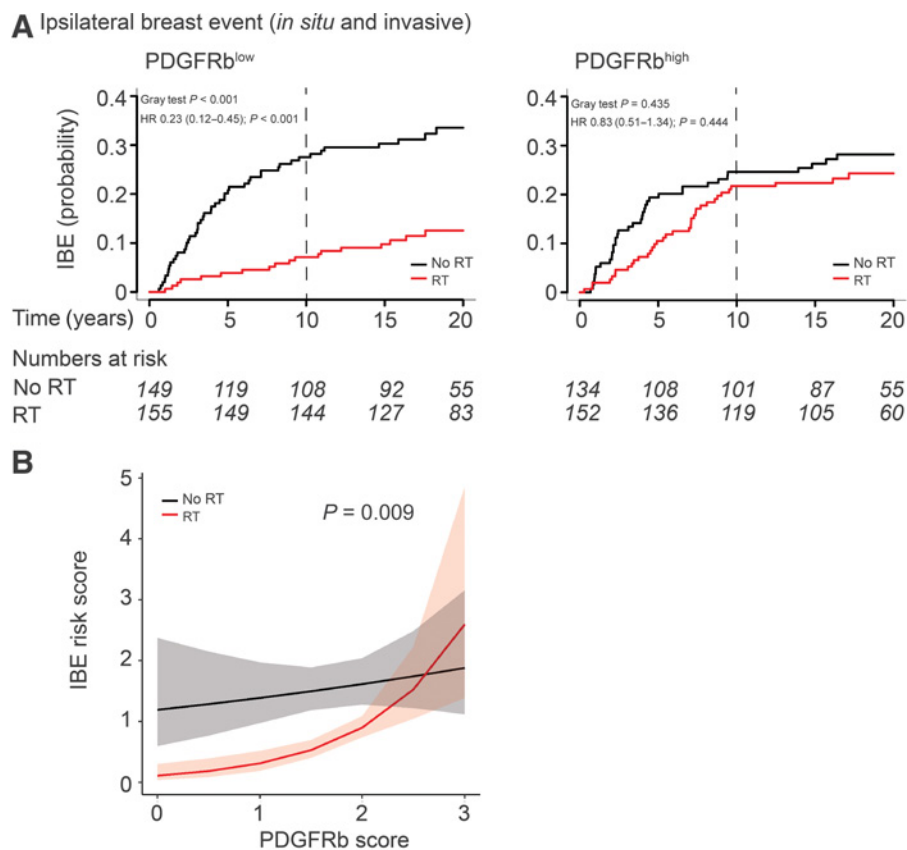 A Ipsilateral breast event (in situ and invasive)
PDGFRb^low
Gray test P < 0.001
HR 0.23 (0.12–0.45); P < 0.001
IBE (probability)
0.4
0.3
0.2
0.1
0
No RT
RT
Time (years) 0 5 10 15 20
PDGFRb^high
Gray test P = 0.435
HR 0.83 (0.51–1.34); P = 0.444
0.4
0.3
0.2
0.1
0
No RT
RT
0 5 10 15 20
Numbers at risk
No RT 149 119 108 92 55 134 108 101 87 55
RT 155 149 144 127 83 152 136 119 105 60
B
No RT
RT
P = 0.009
IBE risk score
5
4
3
2
1
0
0 1 2 3
PDGFRb score